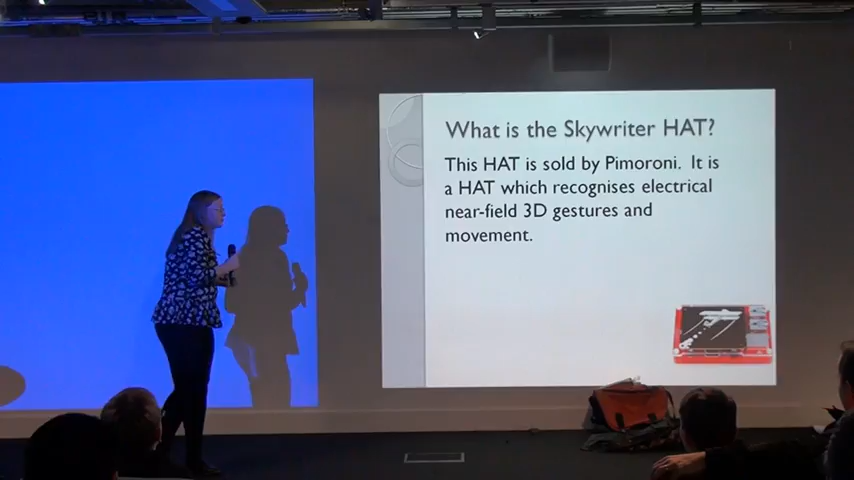 What is the Skywriter HAT?
This HAT is sold by Pimoroni. It is
a HAT which recognises electrical
near-field 3D gestures and
movement.